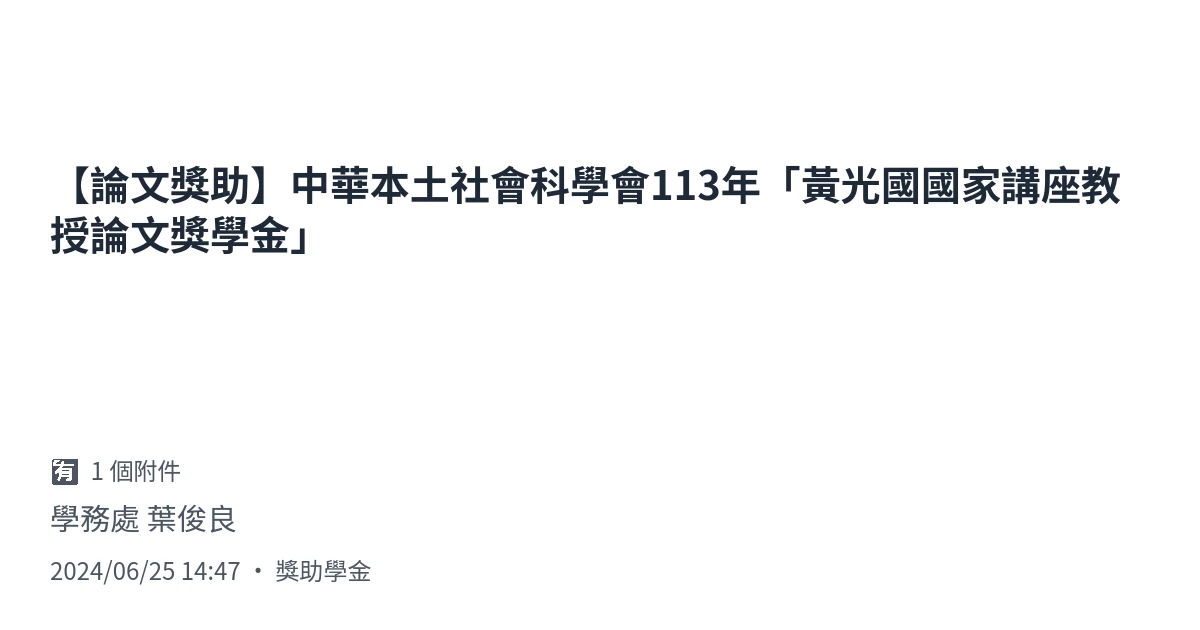 【論文獎助】中華本土社會科學會113年「黃光國國家講座教
授論文獎學金」
🈶 1 個附件
學務處 葉俊良
2024/06/25 14:47 ・ 獎助學金